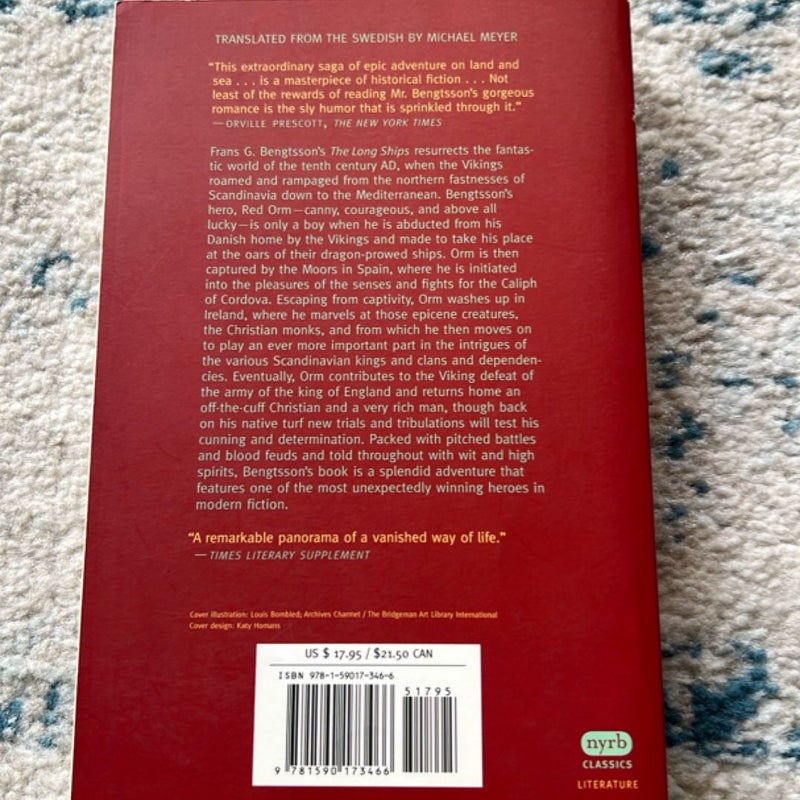 TRANSLATED FROM THE SWEDISH BY MICHAEL MEYER
“This extraordinary saga of epic adventure on land and
sea . . . is a masterpiece of historical fiction . . . Not
least of the rewards of reading Mr. Bengtsson’s gorgeous
romance is the sly humor that is sprinkled through it.”
— ORVILLE PRESCOTT, THE NEW YORK TIMES
Frans G. Bengtsson’s The Long Ships resurrects the fantas-
tic world of the tenth century AD, when the Vikings
roamed and rampaged from the northern fastnesses of
Scandinavia down to the Mediterranean. Bengtsson’s
hero, Red Orm—canny, courageous, and above all
lucky—is only a boy when he is abducted from his
Danish home by the Vikings and made to take his place
at the oars of their dragon-prowed ships. Orm is then
captured by the Moors in Spain, where he is initiated
into the pleasures of the senses and fights for the Caliph
of Cordova. Escaping from captivity, Orm washes up in
Ireland, where he marvels at those epicene creatures,
the Christian monks, and from which he then moves on
to play an ever more important part in the intrigues of
the various Scandinavian kings and clans and dependen-
cies. Eventually, Orm contributes to the Viking defeat of
the army of the king of England and returns home an
off-the-cuff Christian and a very rich man, though back
on his native turf new trials and tribulations will test his
cunning and determination. Packed with pitched battles
and blood feuds and told throughout with wit and high
spirits, Bengtsson’s book is a splendid adventure that
features one of the most unexpectedly winning heroes in
modern fiction.
“A remarkable panorama of a vanished way of life.”
— TIMES LITERARY SUPPLEMENT
Cover illustration: Louis Bombled; Archives Charmet / The Bridgeman Art Library International
Cover design: Katy Homans
US $ 17.95 / $21.50 CAN
ISBN 978-1-59017-346-6
51795
9 781590 173466
nyrb
CLASSICS
LITERATURE